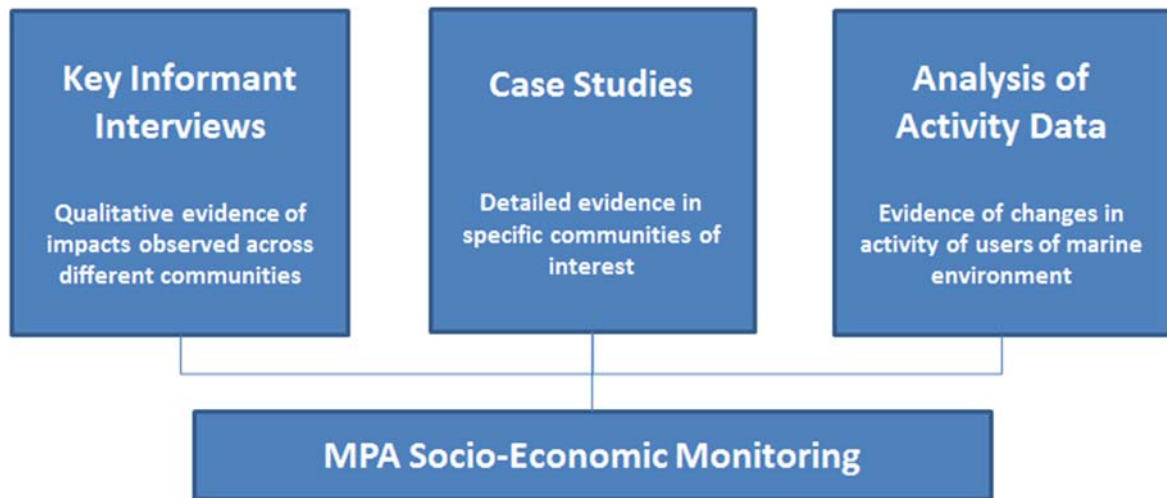 Key Informant
Interviews
Qualitative evidence of
impacts observed across
different communities
Case Studies
Detailed evidence in
specific communities of
interest
Analysis of
Activity Data
Evidence of changes in
activity of users of marine
environment
MPA Socio-Economic Monitoring